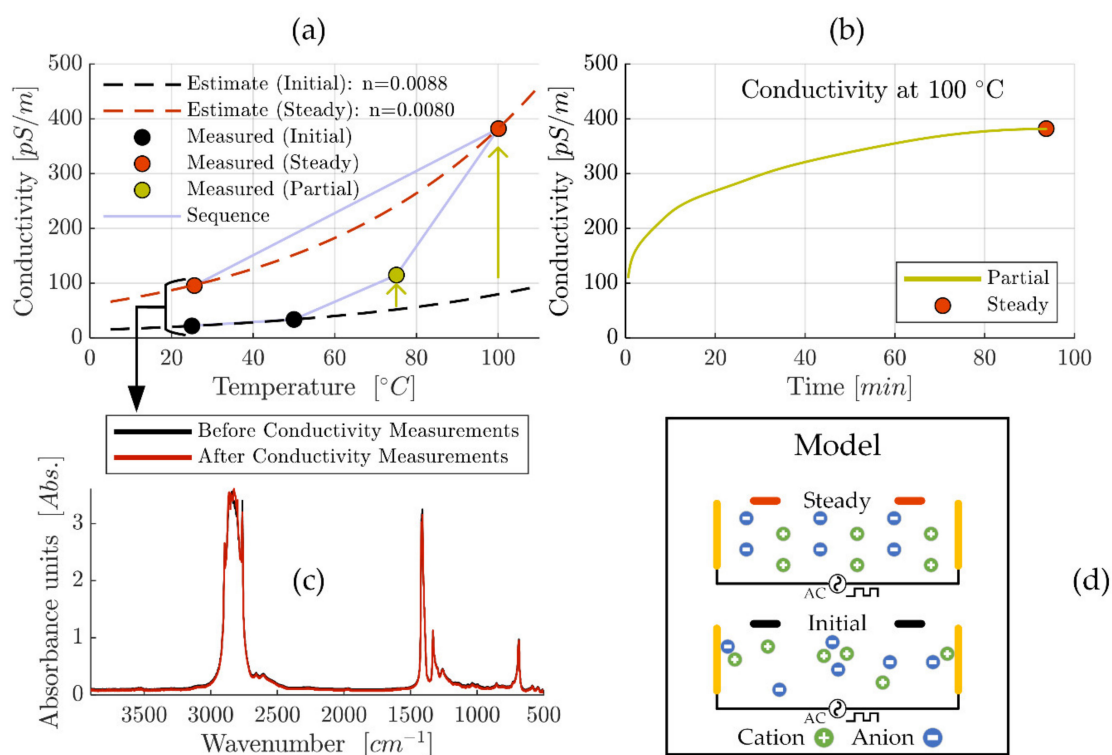 (a)
500
400
300
200
100
0
Conductivity [pS/m]
Estimate (Initial): n=0.0088
Estimate (Steady): n=0.0080
Measured (Initial)
Measured (Steady)
Measured (Partial)
Sequence
0 20 40 60 80 100
Temperature [°C]
(b)
500
400
300
200
100
0
Conductivity [pS/m]
Conductivity at 100 °C
Partial
Steady
0 20 40 60 80 100
Time [min]
Before Conductivity Measurements
After Conductivity Measurements
3
2
1
0
Absorbance units [Abs.]
(c)
3500 3000 2500 2000 1500 1000 500
Wavenumber [cm⁻¹]
Model
Steady
AC
Initial
AC
Cation + Anion −
(d)